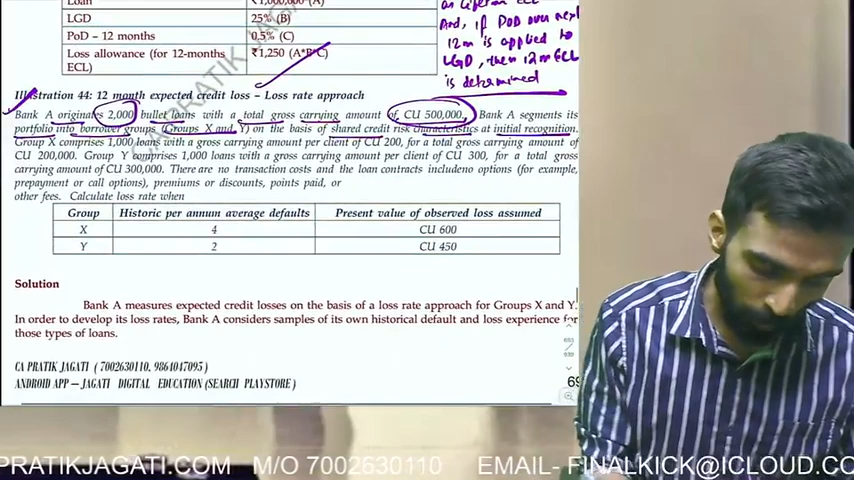 Loan ₹1,000,000 (A)
LGD 25% (B)
PoD – 12 months 0.5% (C)
Loss allowance (for 12-months ECL) ₹1,250 (A*B*C)
And, if POD over next
12m is applied to
LGD, then 12m ECL
is determined
Illustration 44: 12 month expected credit loss – Loss rate approach
Bank A originates 2,000 bullet loans with a total gross carrying amount of CU 500,000. Bank A segments its
portfolio into borrower groups (Groups X and Y) on the basis of shared credit risk characteristics at initial recognition.
Group X comprises 1,000 loans with a gross carrying amount per client of CU 200, for a total gross carrying amount of
CU 200,000. Group Y comprises 1,000 loans with a gross carrying amount per client of CU 300, for a total gross
carrying amount of CU 300,000. There are no transaction costs and the loan contracts includeno options (for example,
prepayment or call options), premiums or discounts, points paid, or
other fees. Calculate loss rate when
Group Historic per annum average defaults Present value of observed loss assumed
X 4 CU 600
Y 2 CU 450
Solution
Bank A measures expected credit losses on the basis of a loss rate approach for Groups X and Y.
In order to develop its loss rates, Bank A considers samples of its own historical default and loss experience for
those types of loans.
CA PRATIK JAGATI ( 7002630110, 9864047095)
ANDROID APP – JAGATI DIGITAL EDUCATION (SEARCH PLAYSTORE)
PRATIKJAGATI.COM M/O 7002630110 EMAIL- FINALKICK@ICLOUD.CO